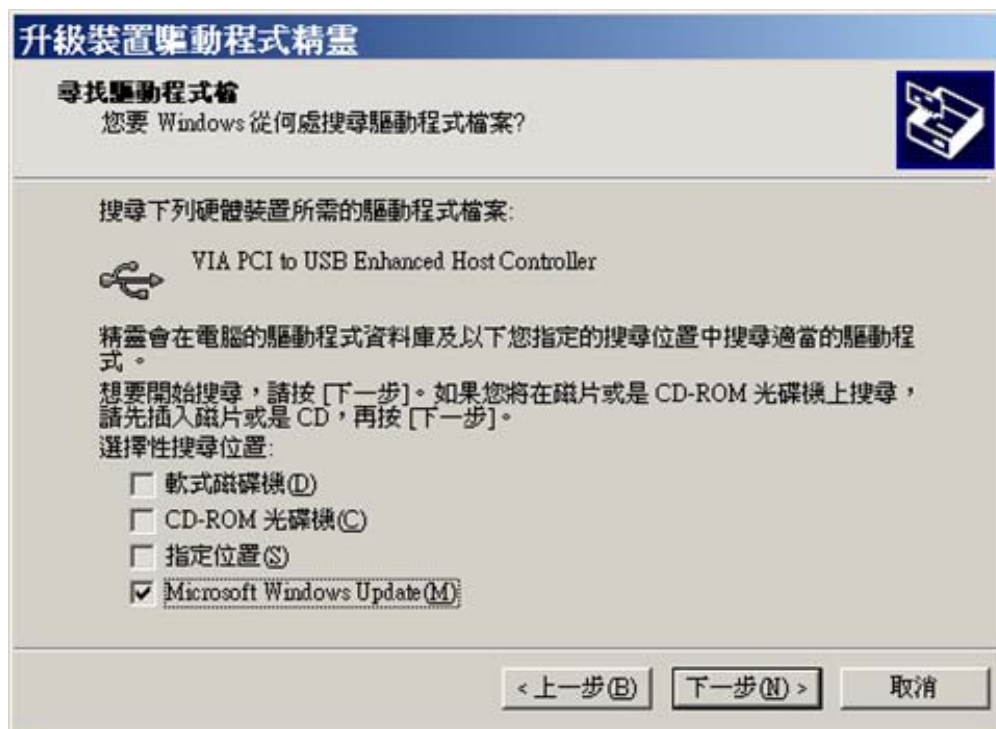 升級裝置驅動程式精靈
尋找驅動程式檔
您要 Windows 從何處搜尋驅動程式檔案?
搜尋下列硬體裝置所需的驅動程式檔案:
VIA PCI to USB Enhanced Host Controller
精靈會在電腦的驅動程式資料庫及以下您指定的搜尋位置中搜尋適當的驅動程
式。
想要開始搜尋，請按 [下一步]。如果您將在磁片或是 CD-ROM 光碟機上搜尋，
請先插入磁片或是 CD，再按 [下一步]。
選擇性搜尋位置:
軟式磁碟機(D)
CD-ROM 光碟機(C)
指定位置(S)
Microsoft Windows Update(M)
< 上一步(B) 下一步(N) > 取消